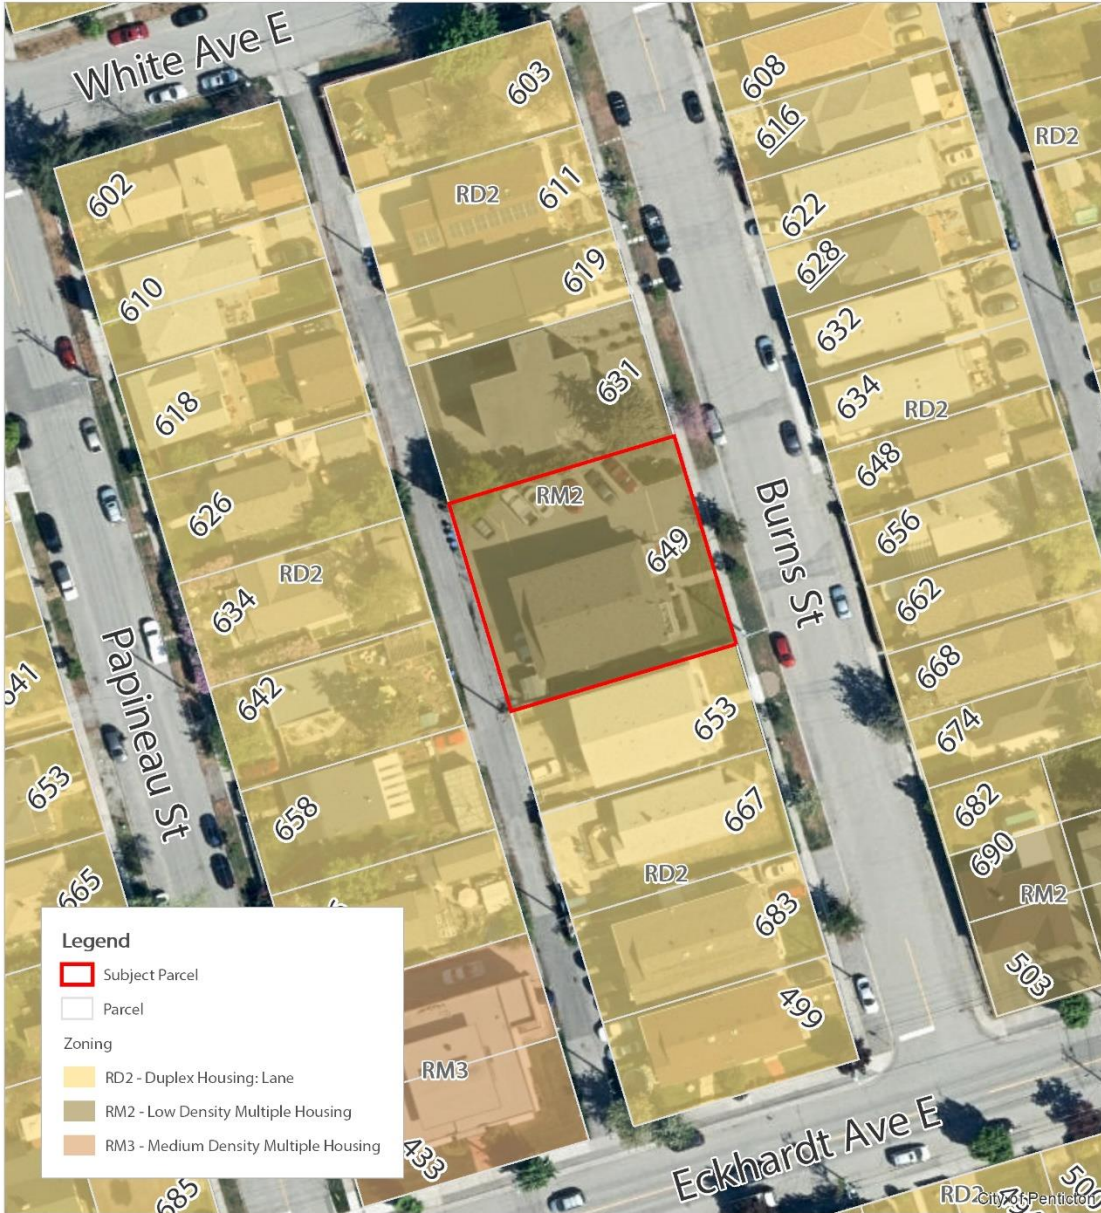 White Ave E
603
608
616
RD2
602
RD2
611
622
610
619
628
632
631
618
634
RD2
648
RM2
626
649
Burns St
656
RD2
634
662
668
641
Papineau St
642
653
674
653
667
682
658
690
665
RD2
RM2
683
503
499
Legend
Subject Parcel
Parcel
Zoning
RD2 - Duplex Housing: Lane
RM2 - Low Density Multiple Housing
RM3 - Medium Density Multiple Housing
RM3
433
Eckhardt Ave E
685
RD2
City of Penticton